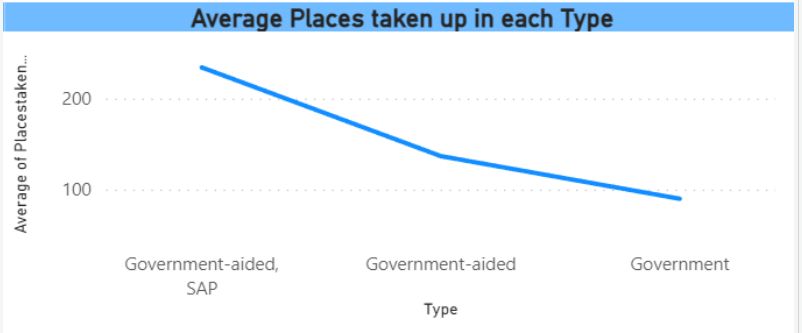 Average Places taken up in each Type
Average of Placestaken...
200
100
Government-aided,
SAP
Government-aided
Government
Type